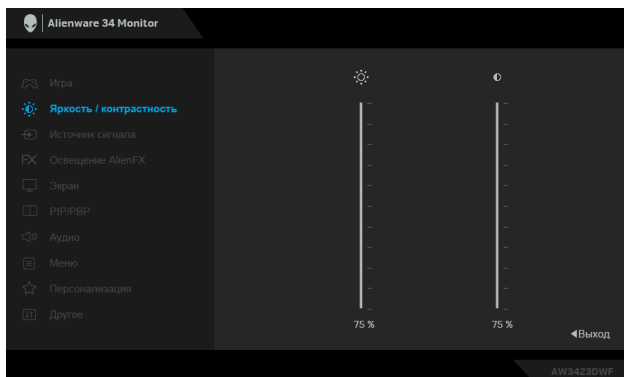 Alienware 34 Monitor
Игра
Яркость / контрастность
Источник сигнала
FX Освещение AlienFX
Экран
PIP/PBP
Аудио
Меню
Персонализация
Другое
75 % 75 %
Выход
AW3423DWF